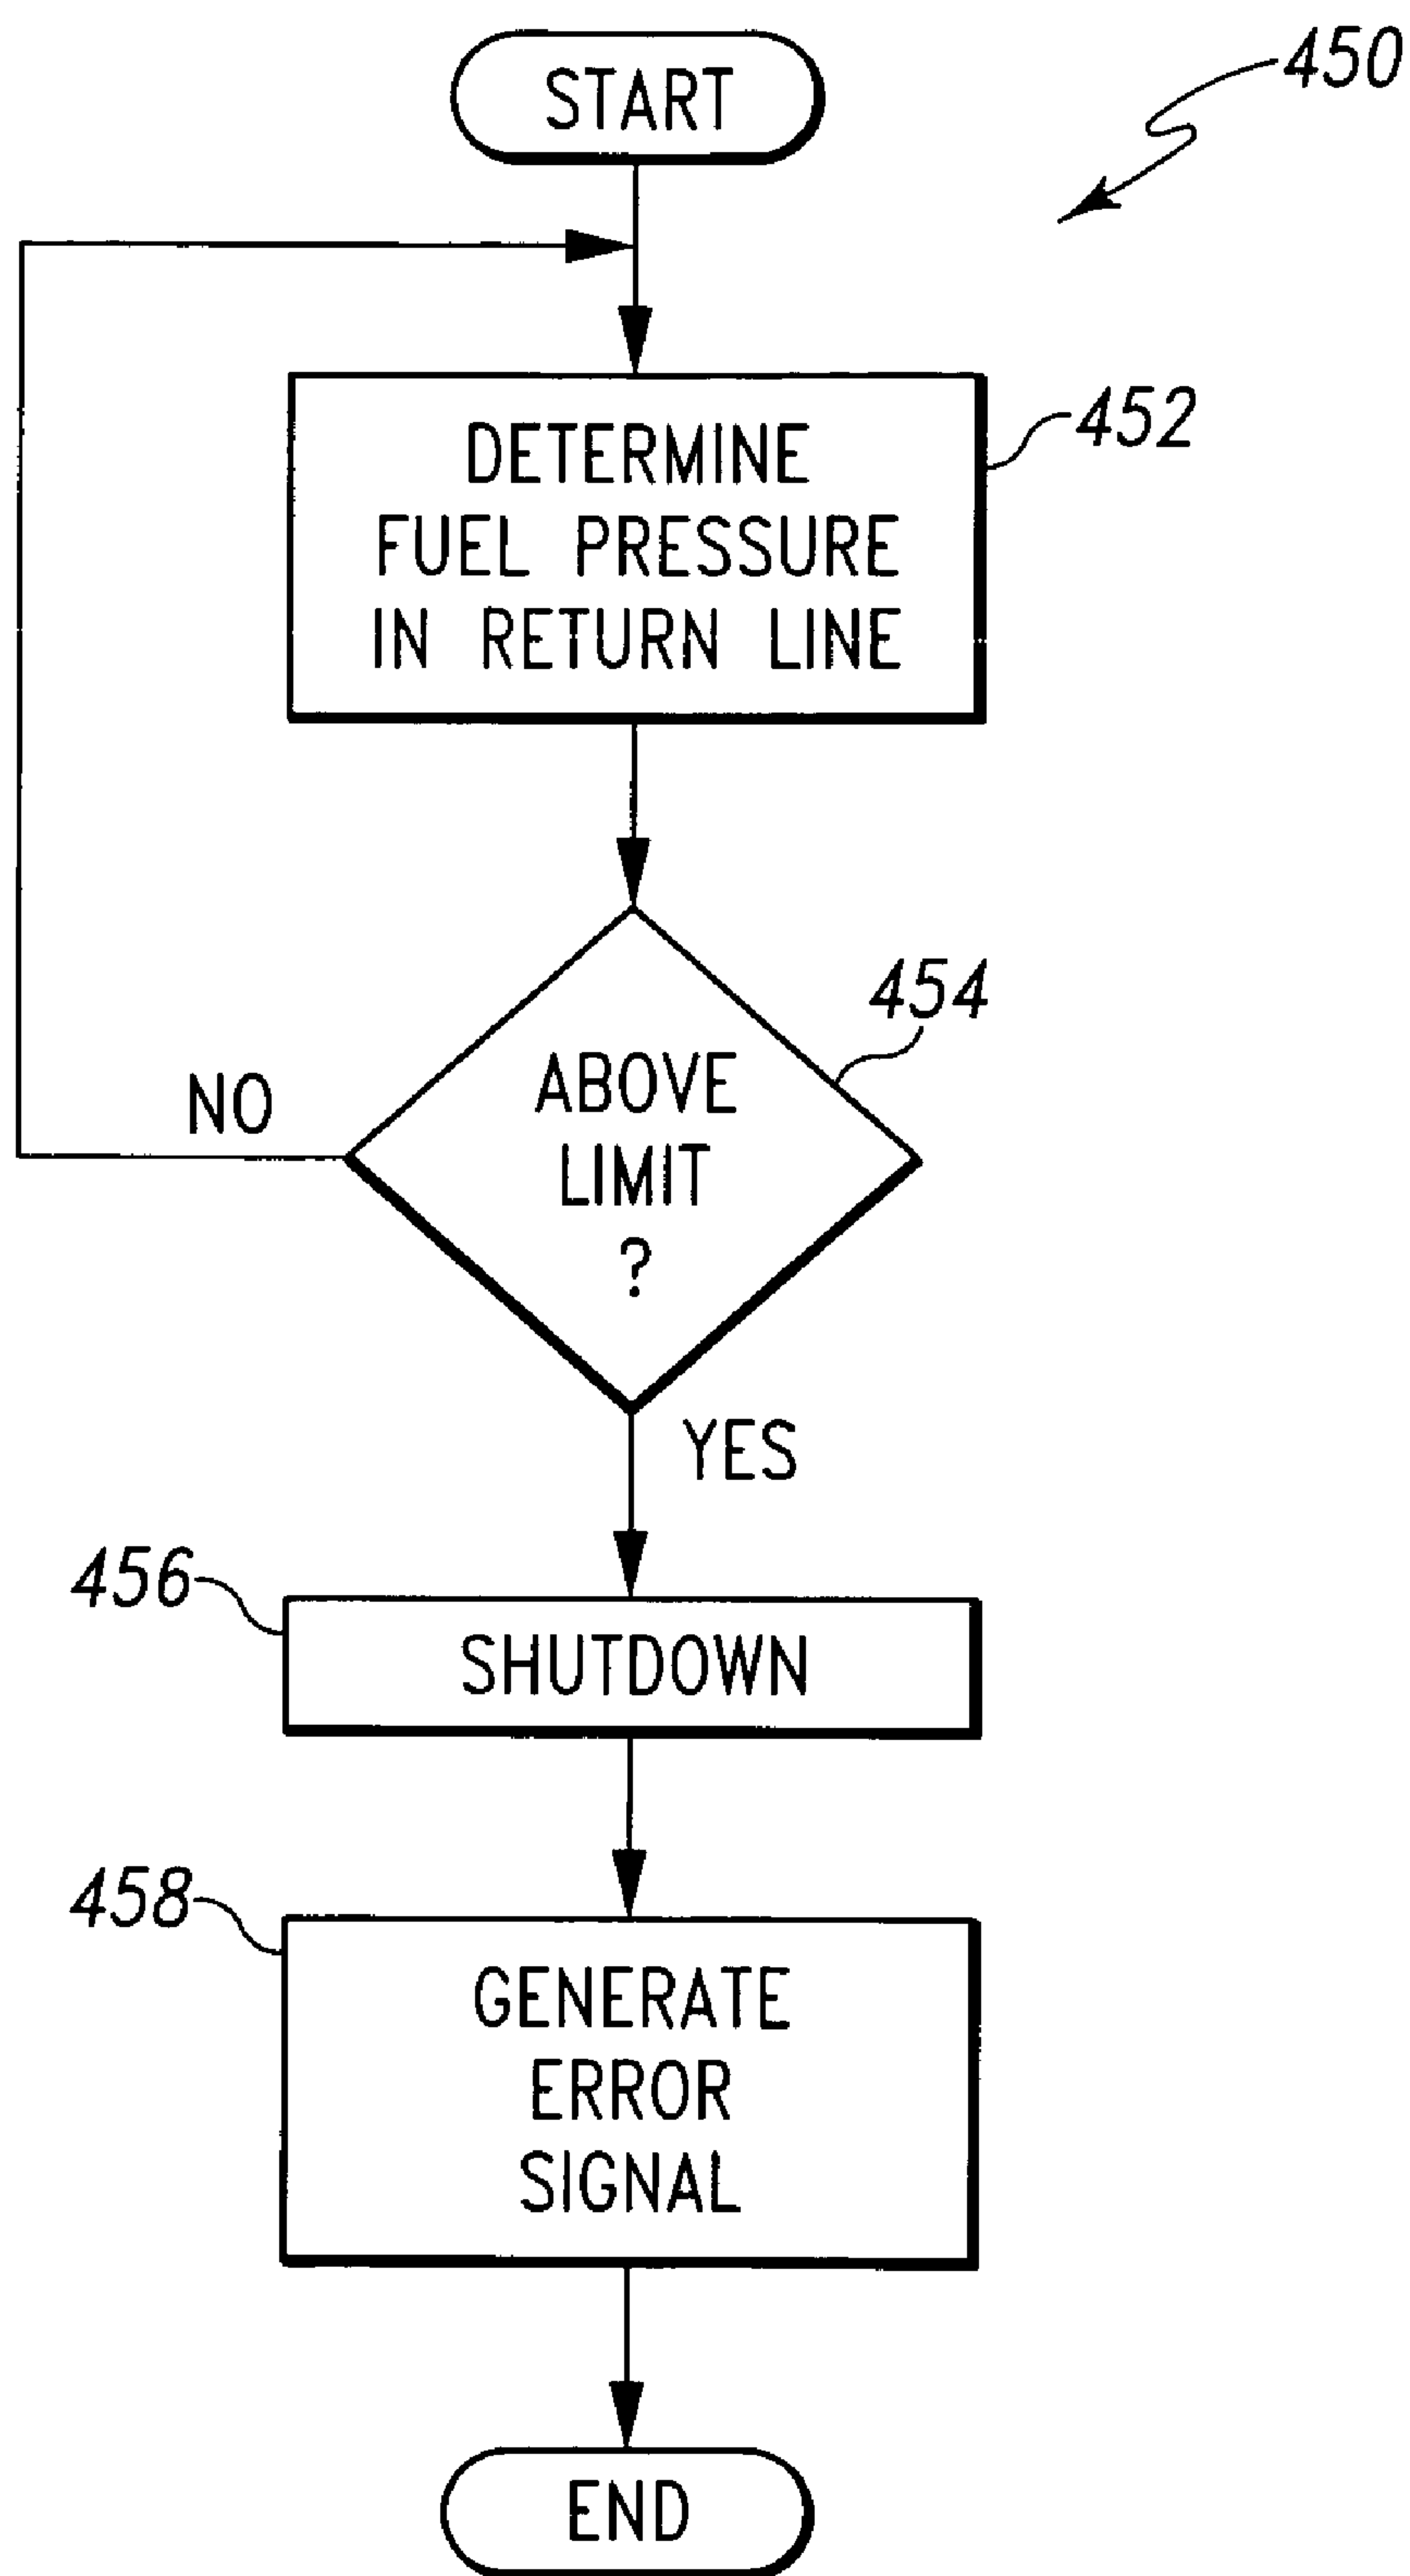 START
450
DETERMINE
FUEL PRESSURE
IN RETURN LINE
452
454
ABOVE
LIMIT
?
NO
YES
456
SHUTDOWN
458
GENERATE
ERROR
SIGNAL
END